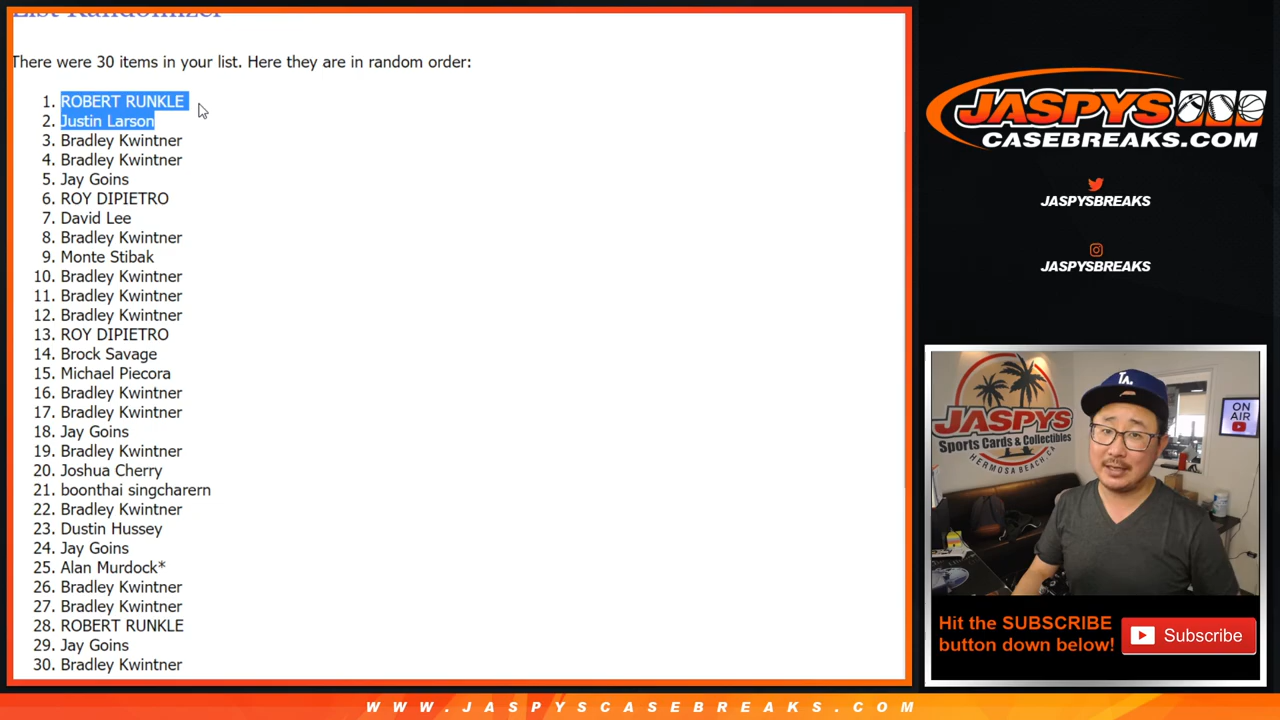 List Randomizer
There were 30 items in your list. Here they are in random order:
1. ROBERT RUNKLE
2. Justin Larson
3. Bradley Kwintner
4. Bradley Kwintner
5. Jay Goins
6. ROY DIPIETRO
7. David Lee
8. Bradley Kwintner
9. Monte Stibak
10. Bradley Kwintner
11. Bradley Kwintner
12. Bradley Kwintner
13. ROY DIPIETRO
14. Brock Savage
15. Michael Piecora
16. Bradley Kwintner
17. Bradley Kwintner
18. Jay Goins
19. Bradley Kwintner
20. Joshua Cherry
21. boonthai singcharern
22. Bradley Kwintner
23. Dustin Hussey
24. Jay Goins
25. Alan Murdock*
26. Bradley Kwintner
27. Bradley Kwintner
28. ROBERT RUNKLE
29. Jay Goins
30. Bradley Kwintner
JASPYS
CASEBREAKS.COM
JASPYSBREAKS
JASPYSBREAKS
JASPYS
Sports Cards & Collectibles
HERMOSA BEACH, CA
LA
ON
AIR
Hit the SUBSCRIBE
button down below!
Subscribe
WWW.JASPYSCASEBREAKS.COM